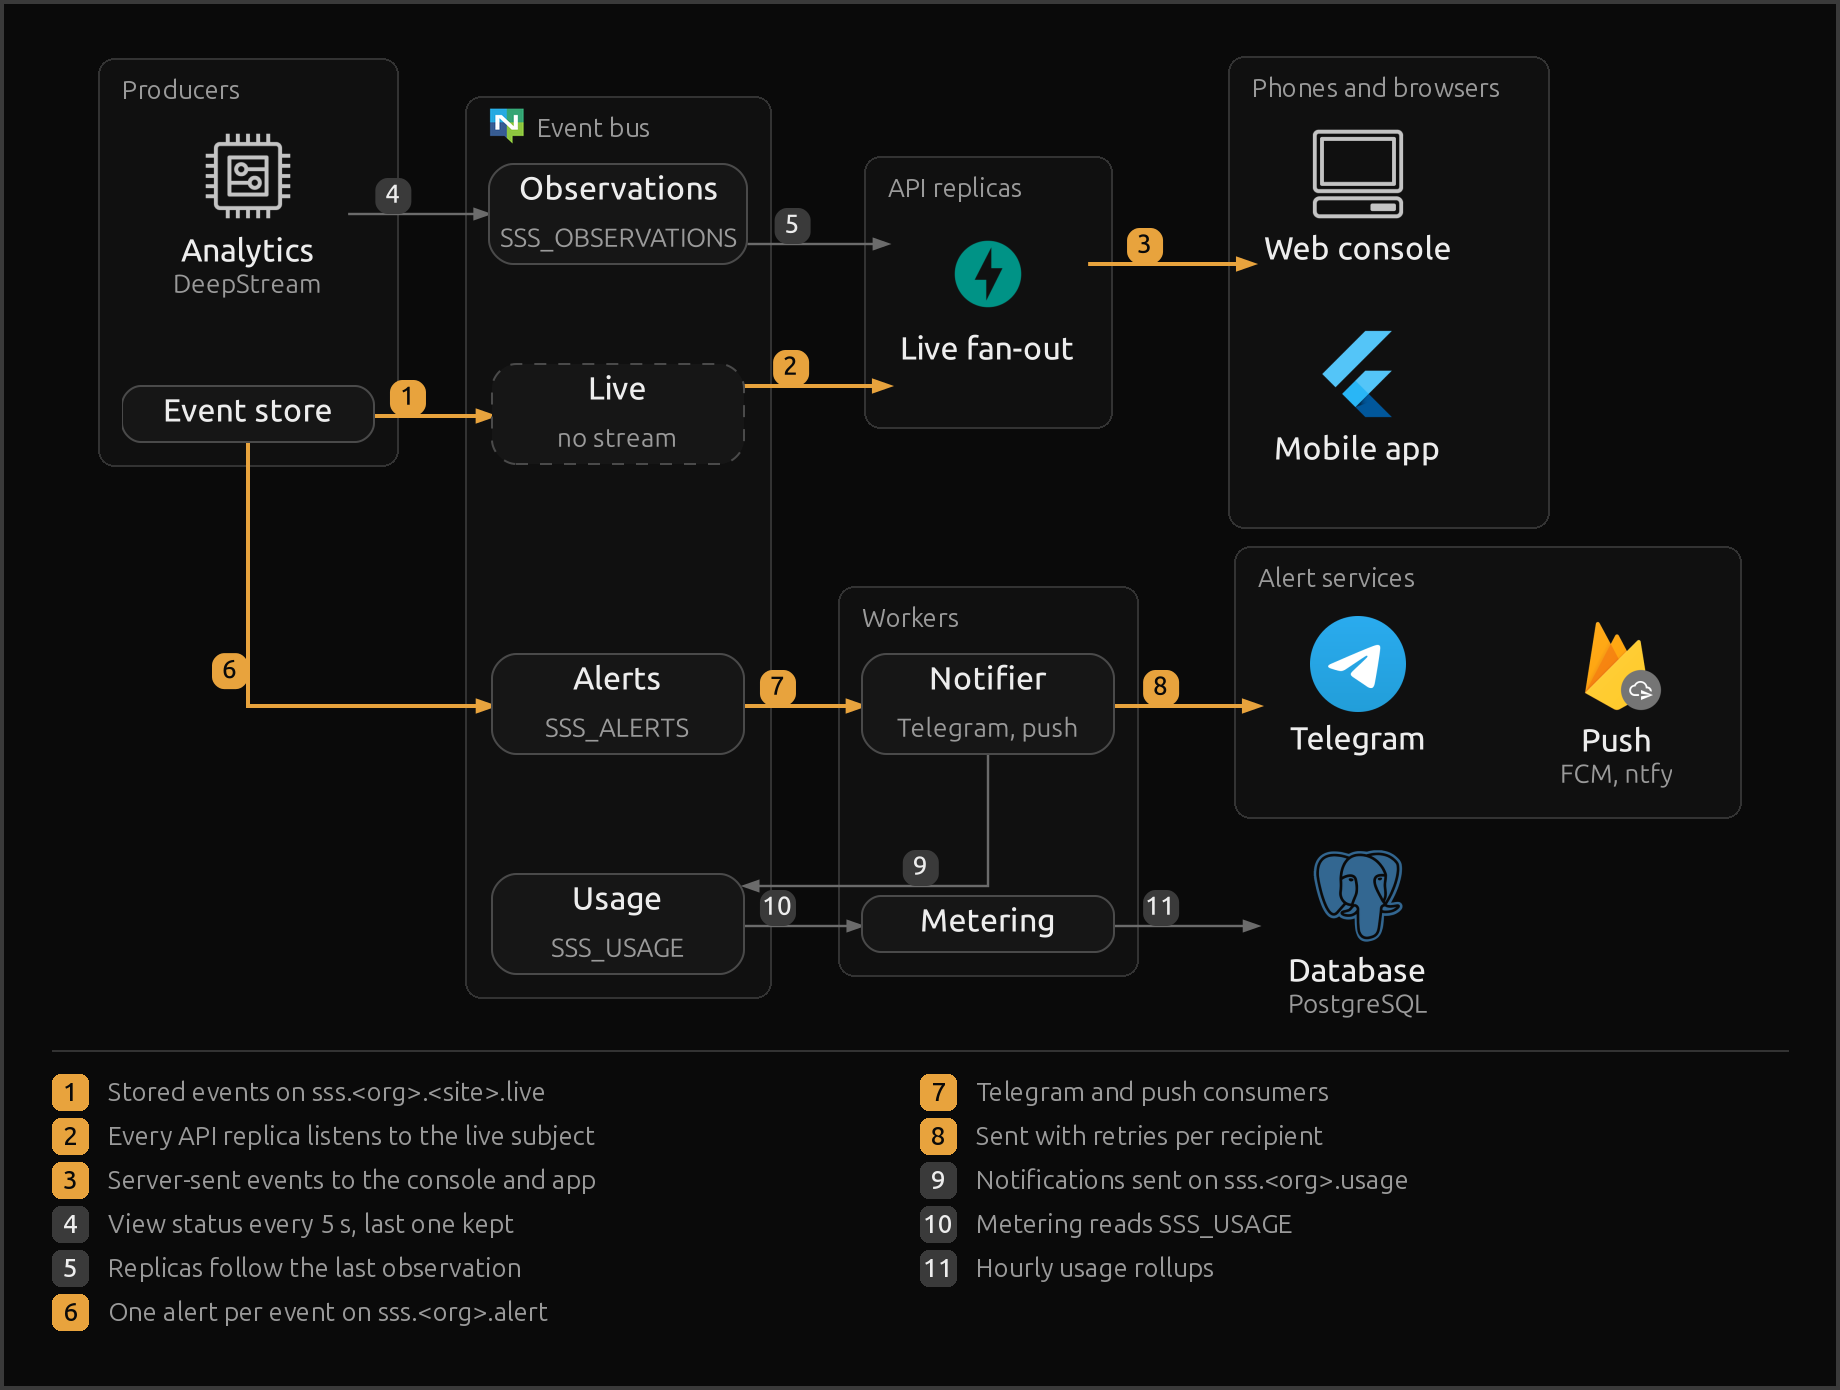 Producers
Analytics
DeepStream
Event store
4
1
6
Event bus
Observations
SSS_OBSERVATIONS
Live
no stream
Alerts
SSS_ALERTS
Usage
SSS_USAGE
5
2
7
9
10
API replicas
Live fan-out
3
Workers
Notifier
Telegram, push
Metering
8
11
Phones and browsers
Web console
Mobile app
Alert services
Telegram
Push
FCM, ntfy
Database
PostgreSQL
1 Stored events on sss.<org>.<site>.live
2 Every API replica listens to the live subject
3 Server-sent events to the console and app
4 View status every 5 s, last one kept
5 Replicas follow the last observation
6 One alert per event on sss.<org>.alert
7 Telegram and push consumers
8 Sent with retries per recipient
9 Notifications sent on sss.<org>.usage
10 Metering reads SSS_USAGE
11 Hourly usage rollups